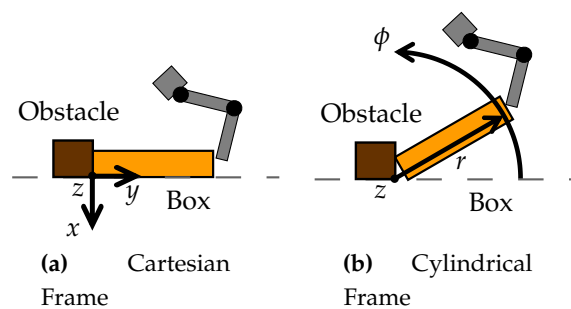 Obstacle
z
y
x
Box
(a) Cartesian
Frame
ϕ
Obstacle
r
z
Box
(b) Cylindrical
Frame